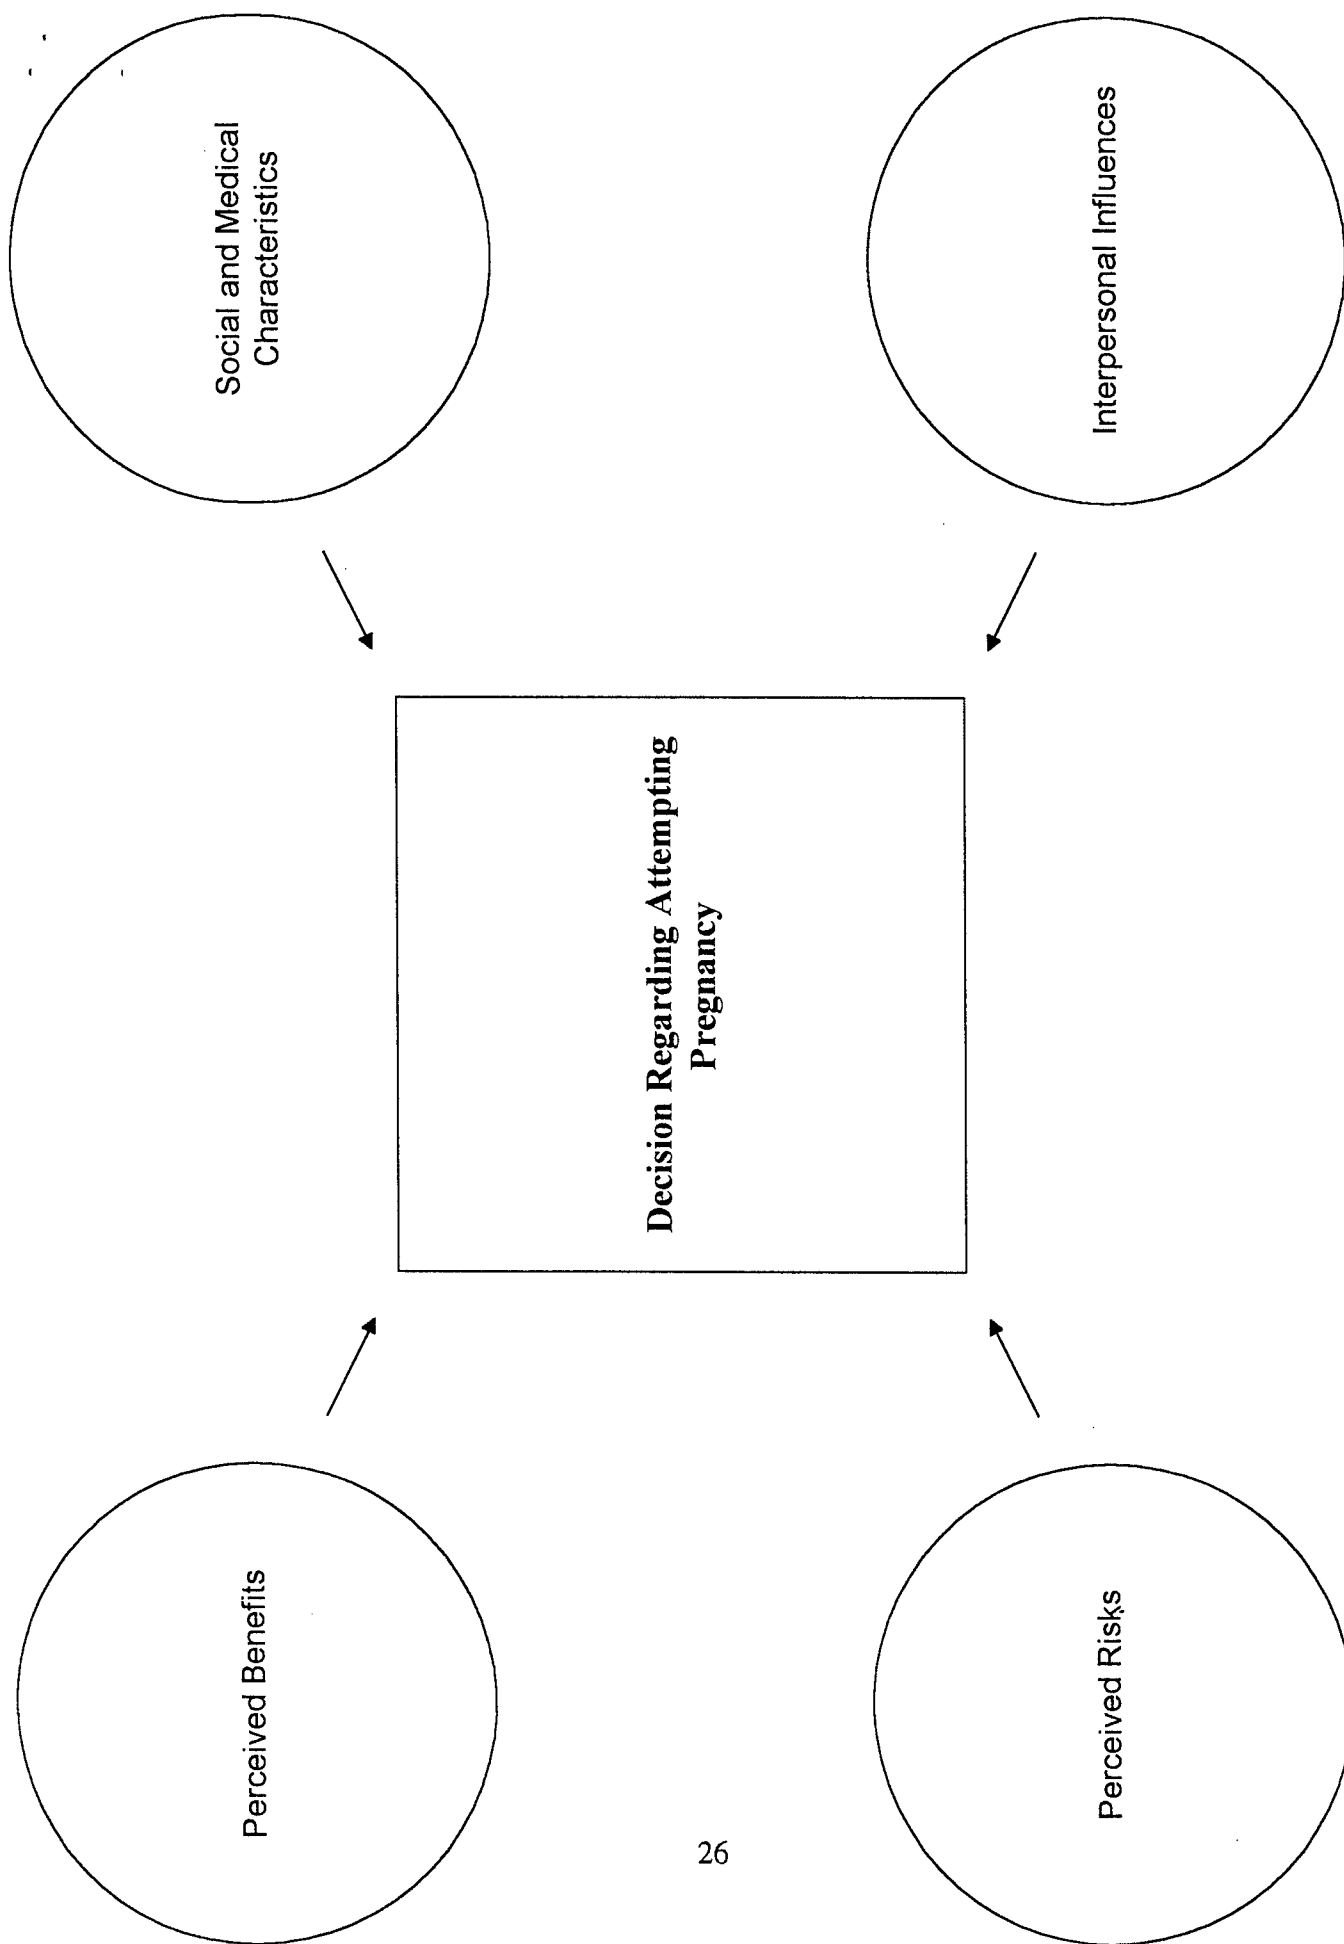 Perceived Benefits
Social and Medical
Characteristics
Decision Regarding Attempting
Pregnancy
Perceived Risks
Interpersonal Influences
26